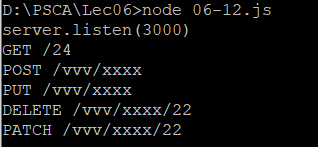 D:\PSCA\Lec06>node 06-12.js
server.listen(3000)
GET /24
POST /vvv/xxxx
PUT /vvv/xxxx
DELETE /vvv/xxxx/22
PATCH /vvv/xxxx/22